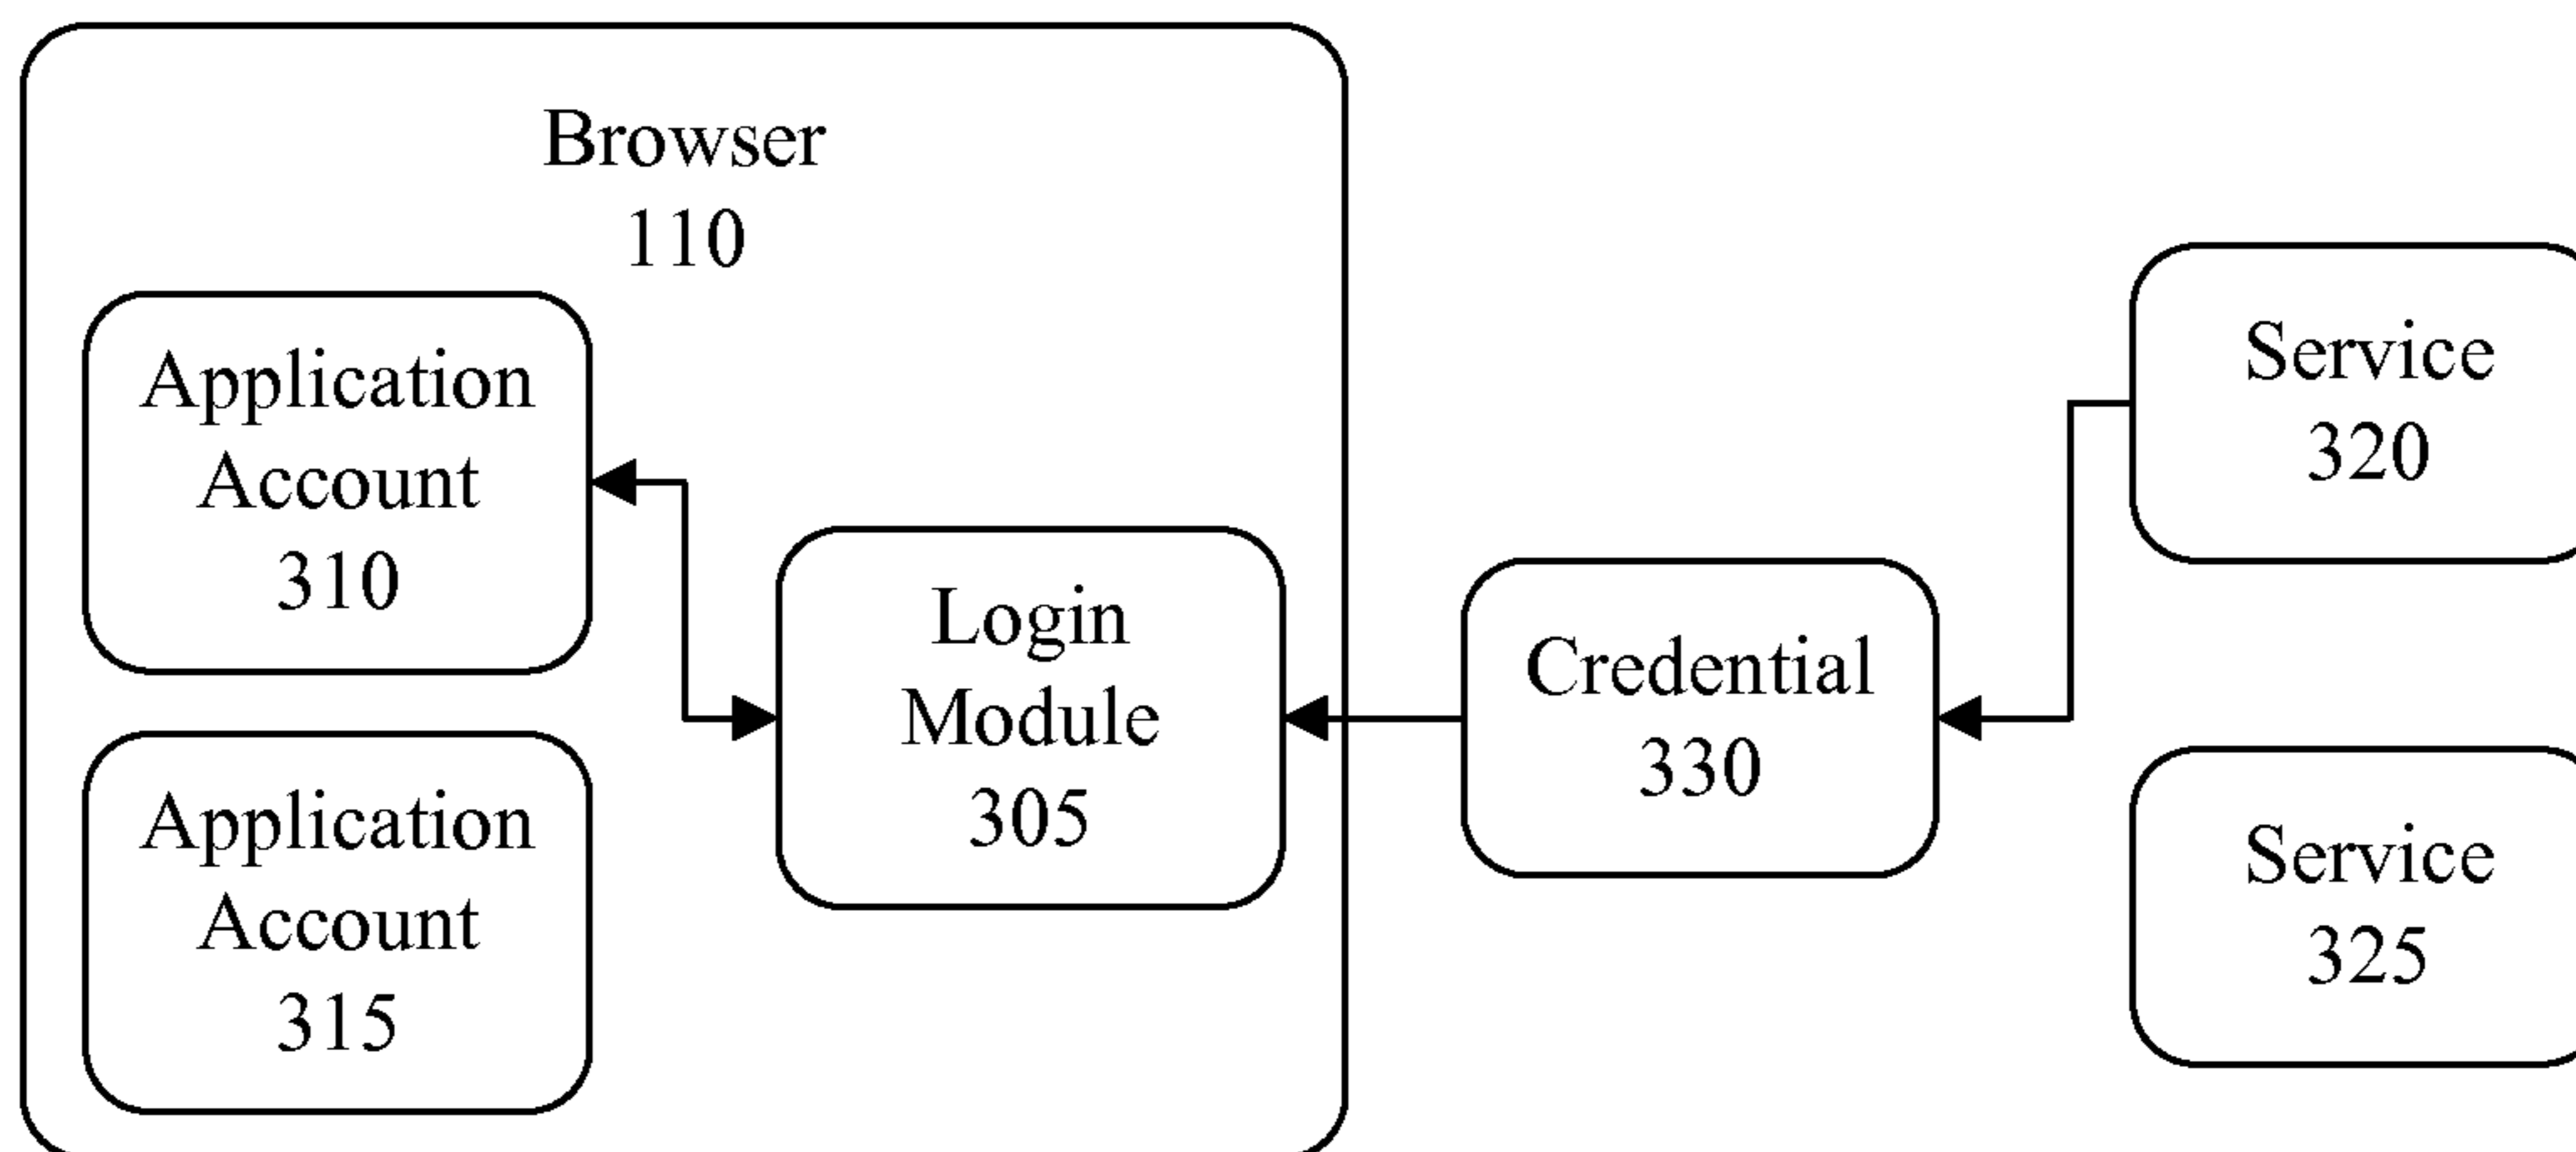 Browser
110
Application
Account
310
Application
Account
315
Login
Module
305
Credential
330
Service
320
Service
325